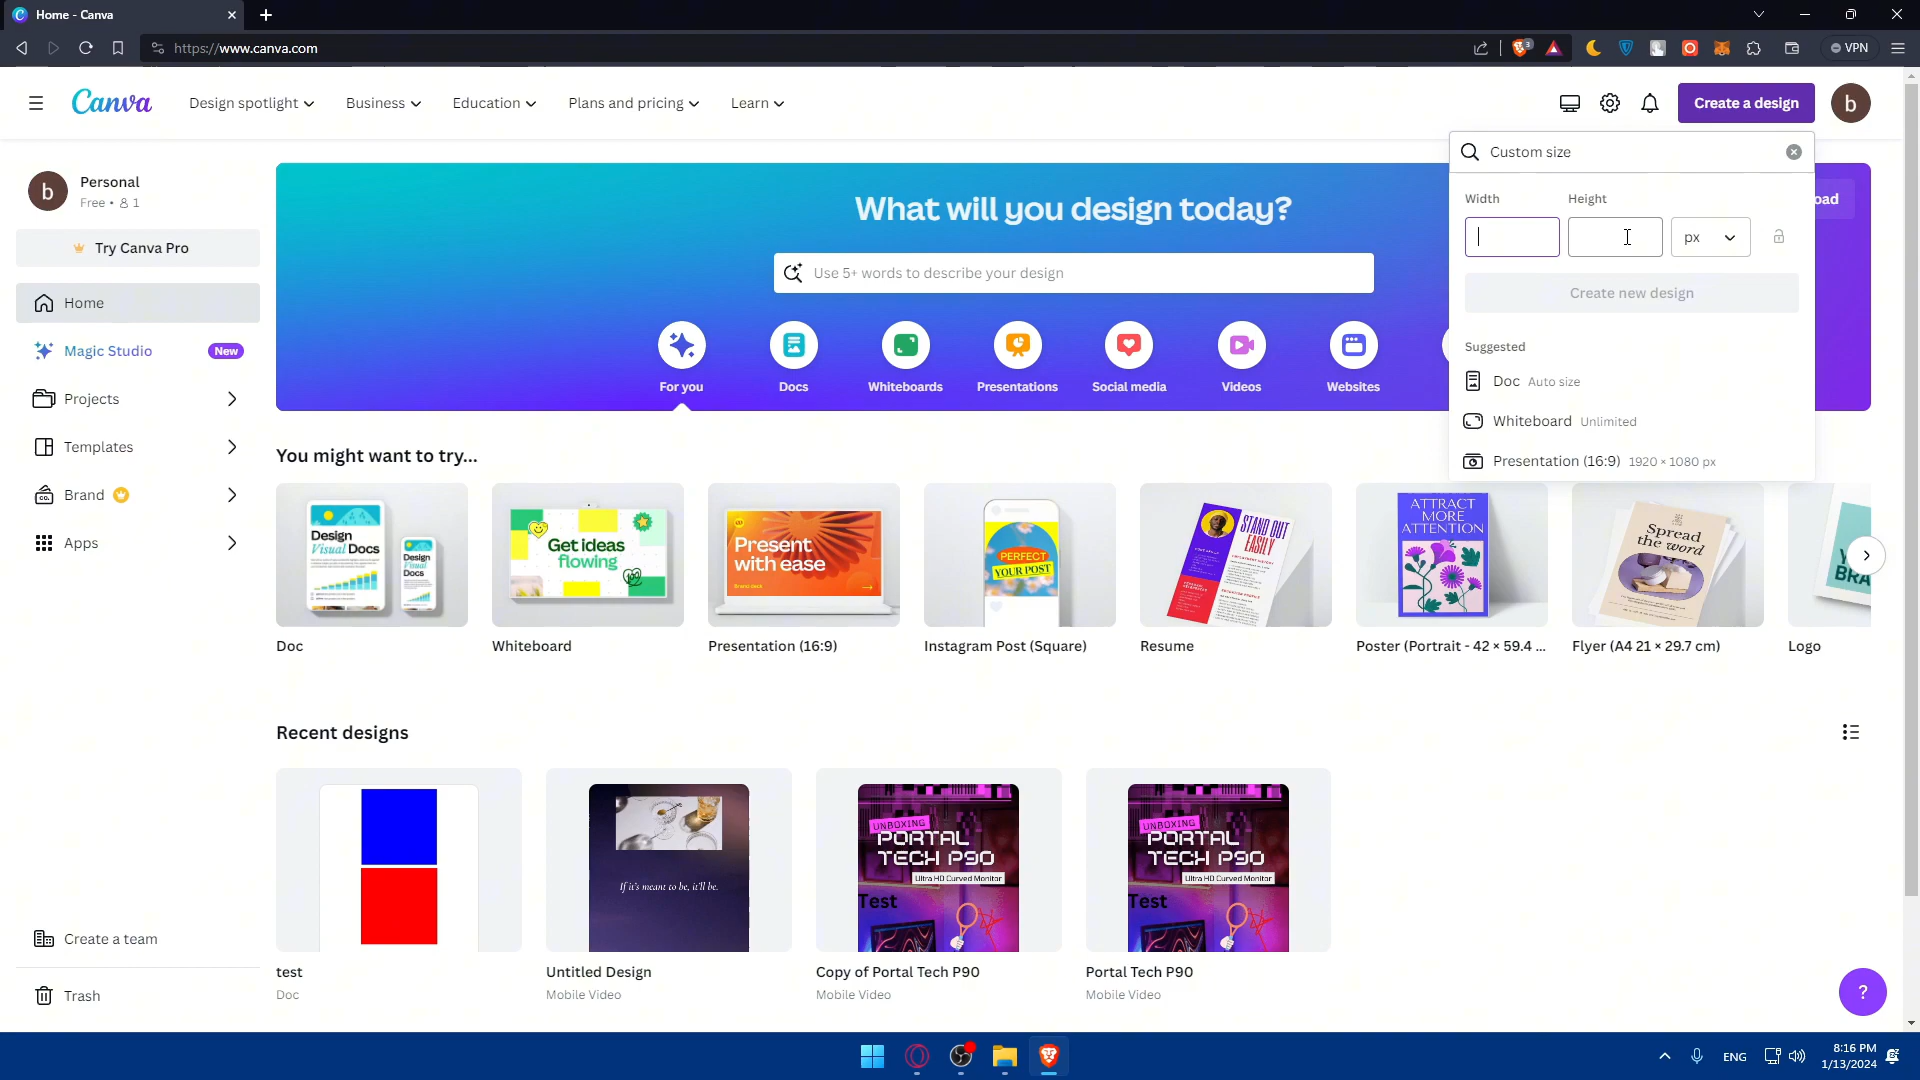 Home - Canva
https://www.canva.com
3
VPN
Canva
Design spotlight
Business
Education
Plans and pricing
Learn
Create a design
b
b
Personal
Free • 1
Try Canva Pro
Home
Magic Studio
New
Projects
Templates
Brand
Apps
Create a team
Trash
What will you design today?
Use 5+ words to describe your design
For you
Docs
Whiteboards
Presentations
Social media
Videos
Websites
oad
Custom size
Width
Height
px
Create new design
Suggested
Doc Auto size
Whiteboard Unlimited
Presentation (16:9) 1920 × 1080 px
You might want to try...
Design
Visual Docs
Design
Visual
Docs
Get ideas
flowing
Present
with ease
PERFECT
YOUR POST
STAND OUT
EASILY
ATTRACT
MORE
ATTENTION
Spread
the word
BRA
Doc
Whiteboard
Presentation (16:9)
Instagram Post (Square)
Resume
Poster (Portrait - 42 × 59.4 ...
Flyer (A4 21 × 29.7 cm)
Logo
Recent designs
If it's meant to be, it'll be.
UNBOXING
PORTAL
TECH P90
Ultra HD Curved Monitor
Test
UNBOXING
PORTAL
TECH P90
Ultra HD Curved Monitor
Test
test
Doc
Untitled Design
Mobile Video
Copy of Portal Tech P90
Mobile Video
Portal Tech P90
Mobile Video
?
ENG
8:16 PM
1/13/2024